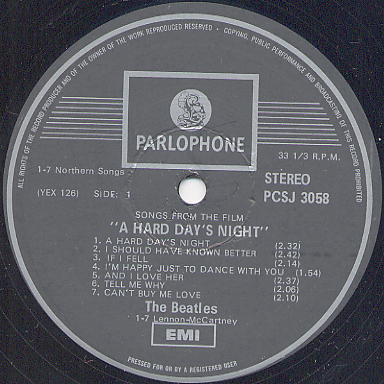 ALL RIGHTS OF THE RECORD PRODUCER AND OF THE OWNER OF THE WORK REPRODUCED RESERVED • COPYING, PUBLIC PERFORMANCE AND BROADCASTING OF THIS RECORD PROHIBITED
PARLOPHONE
1-7 Northern Songs
33 1/3 R.P.M.
(YEX 126) SIDE: 1
STEREO
PCSJ 3058
SONGS FROM THE FILM
"A HARD DAY'S NIGHT"
1. A HARD DAY'S NIGHT (2.32)
2. I SHOULD HAVE KNOWN BETTER (2.42)
3. IF I FELL (2.14)
4. I'M HAPPY JUST TO DANCE WITH YOU (1.54)
5. AND I LOVE HER (2.37)
6. TELL ME WHY (2.06)
7. CAN'T BUY ME LOVE (2.10)
The Beatles
1-7 Lennon-McCartney
EMI
PRESSED FOR OR BY A REGISTERED USER